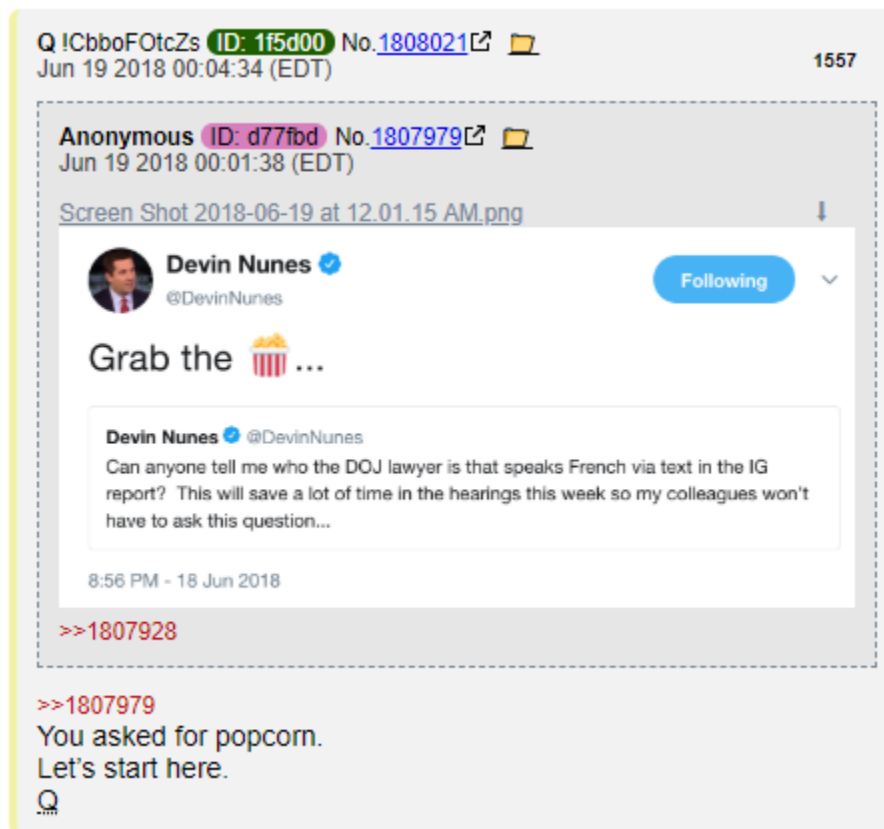 Q !CbboFOtcZs ID: 1f5d00 No.1808021
Jun 19 2018 00:04:34 (EDT)
1557
Anonymous ID: d77fbd No.1807979
Jun 19 2018 00:01:38 (EDT)
Screen Shot 2018-06-19 at 12.01.15 AM.png
Devin Nunes
@DevinNunes
Following
Grab the 🍿...
Devin Nunes @DevinNunes
Can anyone tell me who the DOJ lawyer is that speaks French via text in the IG
report? This will save a lot of time in the hearings this week so my colleagues won't
have to ask this question...
8:56 PM - 18 Jun 2018
>>1807928
>>1807979
You asked for popcorn.
Let’s start here.
Q